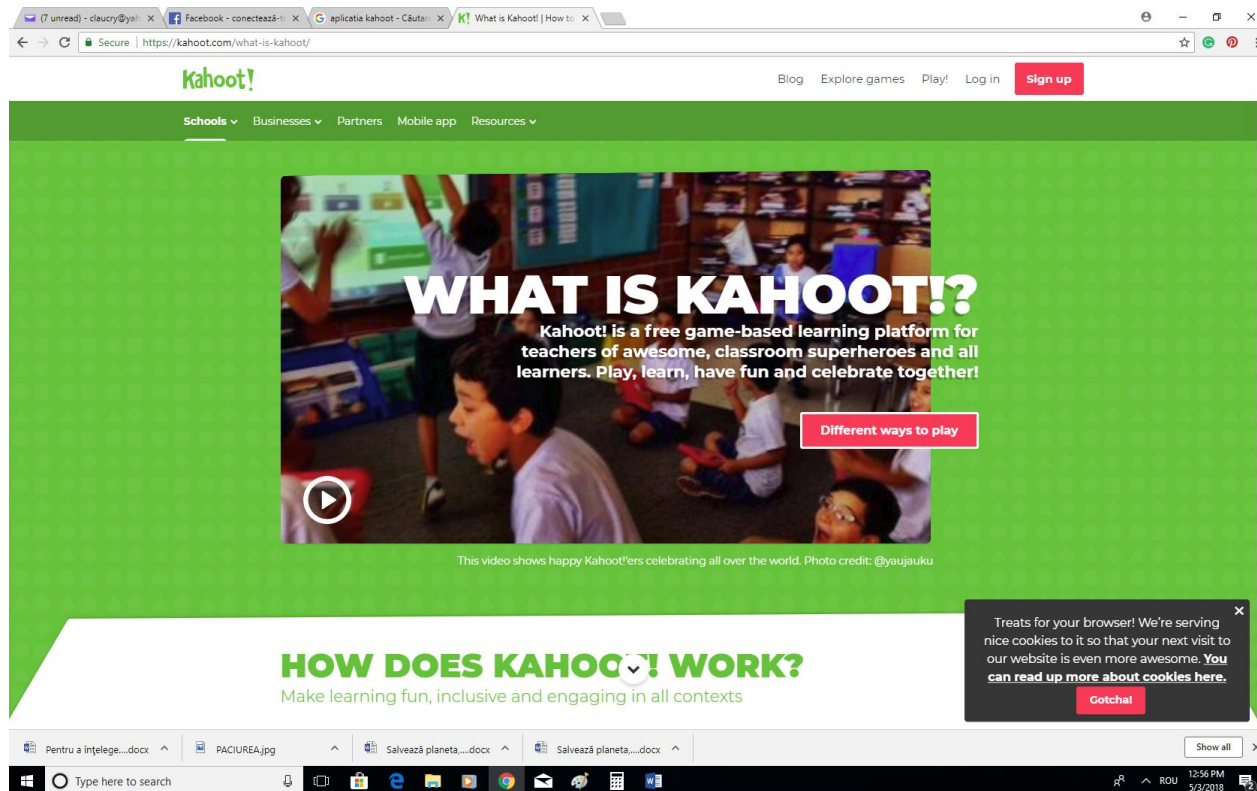 (7 unread) - claucry@yah
Facebook - conectează-te
aplicatia kahoot - Căutare
What is Kahoot! | How to
Secure | https://kahoot.com/what-is-kahoot/
Kahoot!
Blog Explore games Play! Log in Sign up
Schools Businesses Partners Mobile app Resources
WHAT IS KAHOOT!?
Kahoot! is a free game-based learning platform for
teachers of awesome, classroom superheroes and all
learners. Play, learn, have fun and celebrate together!
Different ways to play
This video shows happy Kahoot!'ers celebrating all over the world. Photo credit: @yaujauku
HOW DOES KAHOOT! WORK?
Make learning fun, inclusive and engaging in all contexts
Treats for your browser! We're serving
nice cookies to it so that your next visit to
our website is even more awesome. You
can read up more about cookies here.
Gotcha!
Pentru a înțelege....docx PACIUREA.jpg Salvează planeta,....docx Salvează planeta,....docx Show all
Type here to search
ROU
12:56 PM
5/3/2018